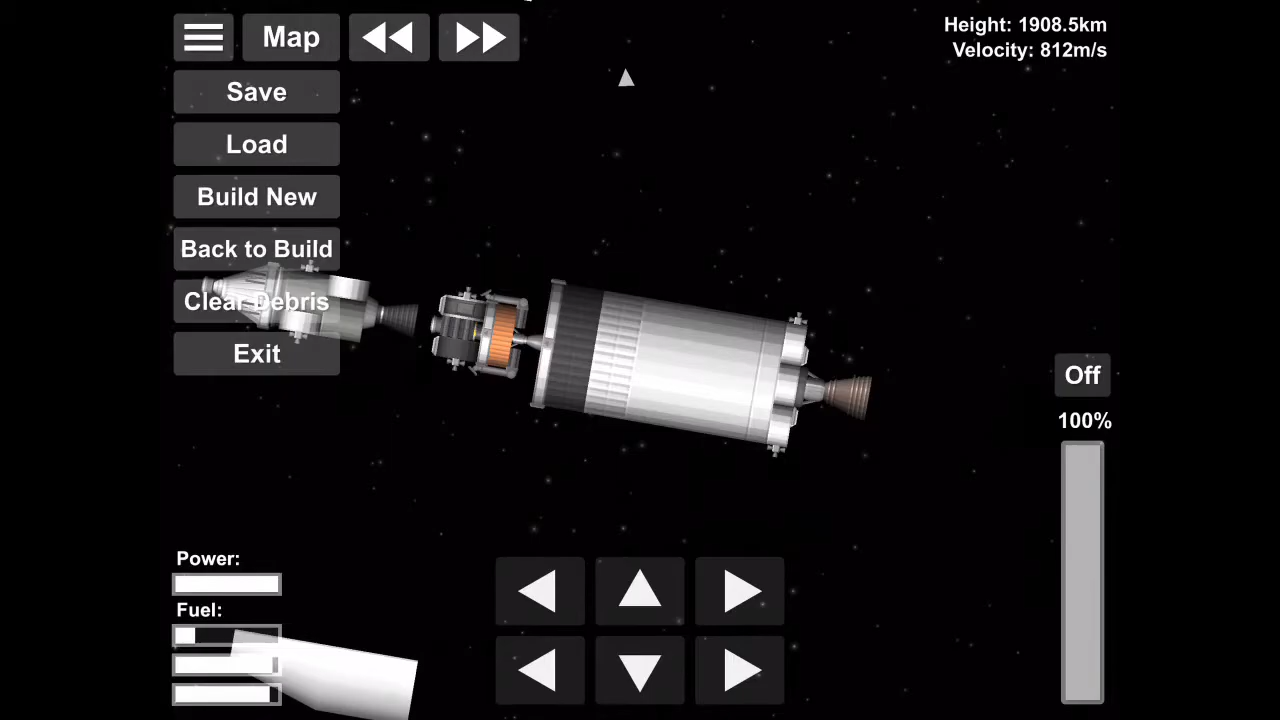 Map
Height: 1908.5km
Velocity: 812m/s
Save
Load
Build New
Back to Build
Clear Debris
Exit
Off
100%
Power:
Fuel: